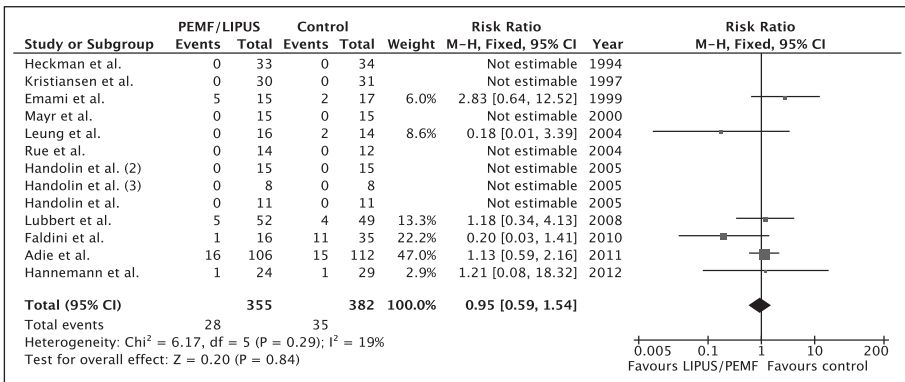 PEMF/LIPUS Control Risk Ratio Risk Ratio
Study or Subgroup Events Total Events Total Weight M-H, Fixed, 95% CI Year M-H, Fixed, 95% CI
Heckman et al. 0 33 0 34 Not estimable 1994
Kristiansen et al. 0 30 0 31 Not estimable 1997
Emami et al. 5 15 2 17 6.0% 2.83 [0.64, 12.52] 1999
Mayr et al. 0 15 0 15 Not estimable 2000
Leung et al. 0 16 2 14 8.6% 0.18 [0.01, 3.39] 2004
Rue et al. 0 14 0 12 Not estimable 2004
Handolin et al. (2) 0 15 0 15 Not estimable 2005
Handolin et al. (3) 0 8 0 8 Not estimable 2005
Handolin et al. 0 11 0 11 Not estimable 2005
Lubbert et al. 5 52 4 49 13.3% 1.18 [0.34, 4.13] 2008
Faldini et al. 1 16 11 35 22.2% 0.20 [0.03, 1.41] 2010
Adie et al. 16 106 15 112 47.0% 1.13 [0.59, 2.16] 2011
Hannemann et al. 1 24 1 29 2.9% 1.21 [0.08, 18.32] 2012
Total (95% CI) 355 382 100.0% 0.95 [0.59, 1.54]
Total events 28 35
Heterogeneity: Chi² = 6.17, df = 5 (P = 0.29); I² = 19%
Test for overall effect: Z = 0.20 (P = 0.84)
0.005 0.1 1 10 200
Favours LIPUS/PEMF Favours control